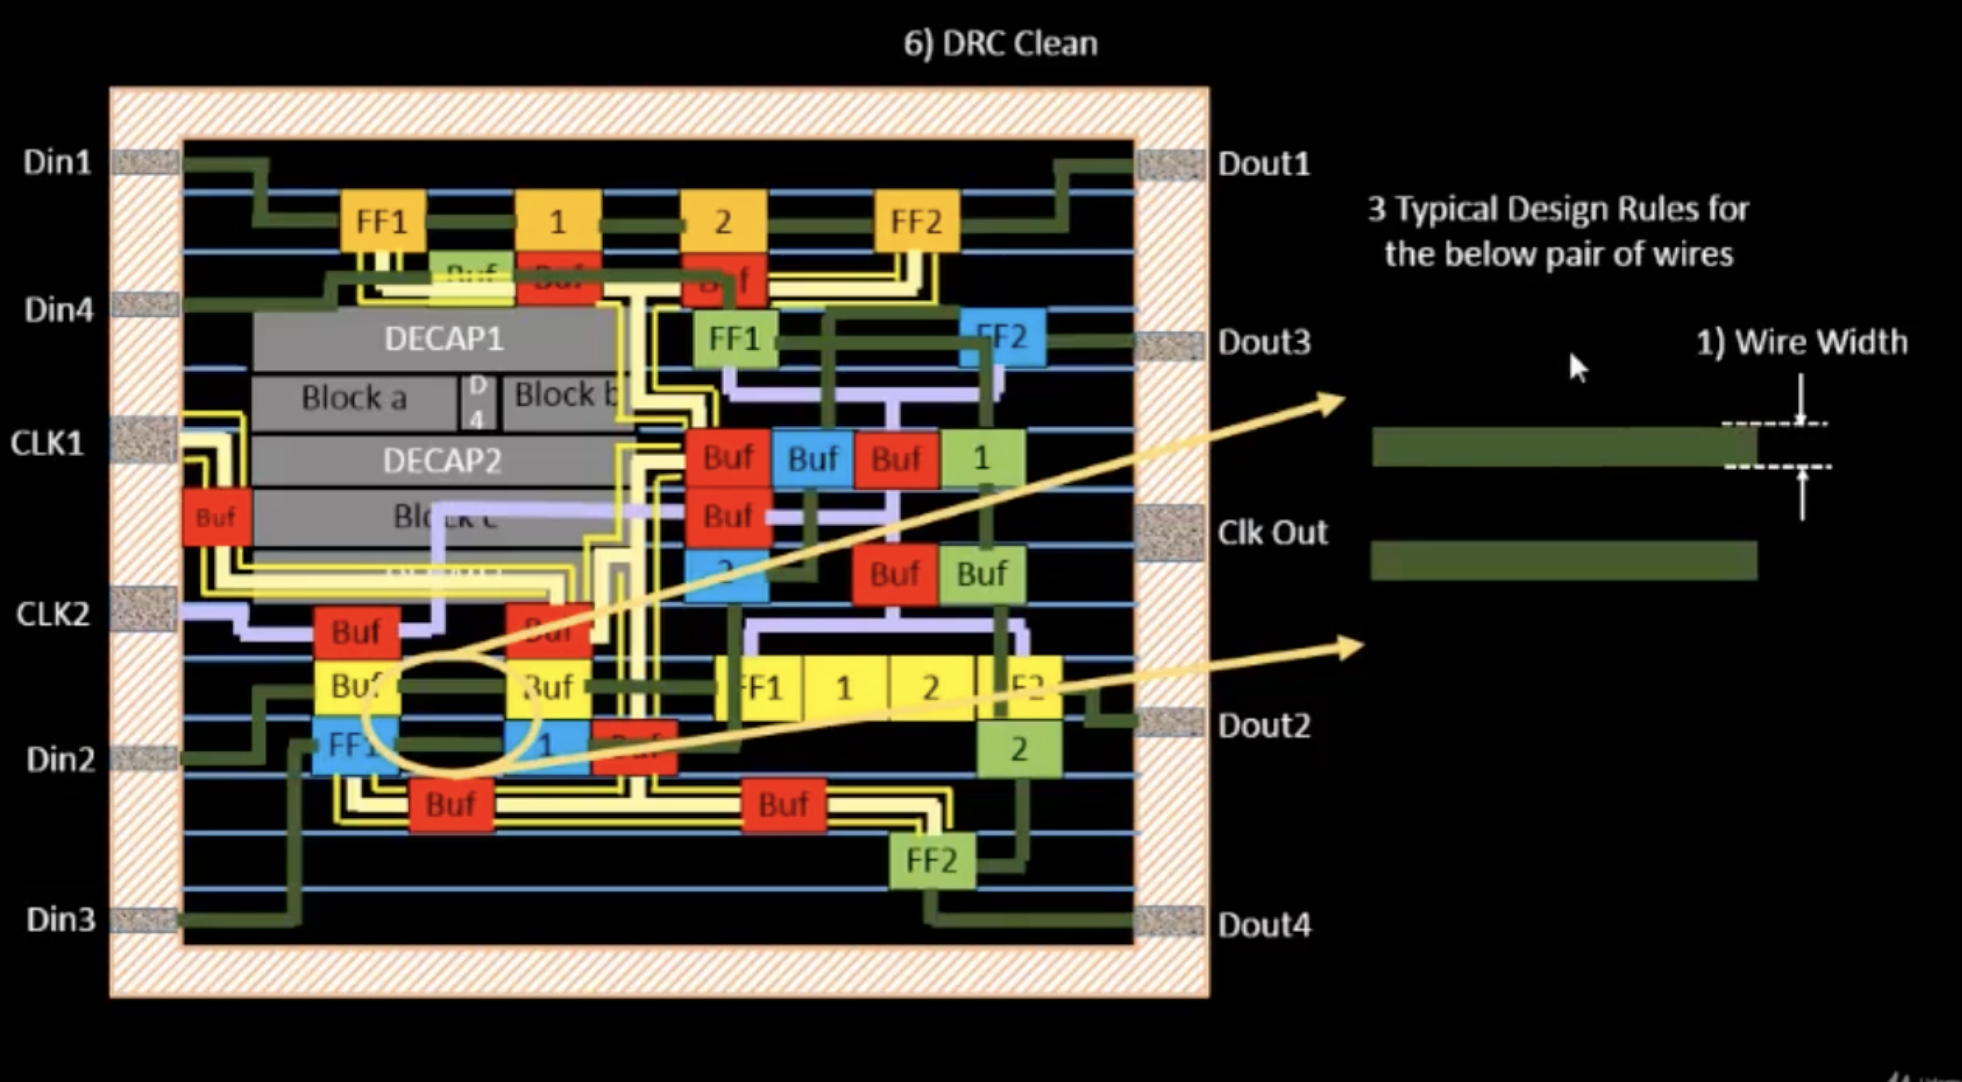 6) DRC Clean
Din1
Dout1
FF1
1
2
FF2
3 Typical Design Rules for
the below pair of wires
Buf
Buf
Buf
Din4
DECAP1
FF1
FF2
Dout3
1) Wire Width
Block a
D
4
Block b
CLK1
DECAP2
Buf
Buf
Buf
1
Buf
Block c
Buf
Clk Out
2
Buf
Buf
CLK2
Buf
Buf
Buf
Buf
FF1
1
2
F2
Dout2
Din2
FF1
1
Buf
2
Buf
Buf
FF2
Din3
Dout4